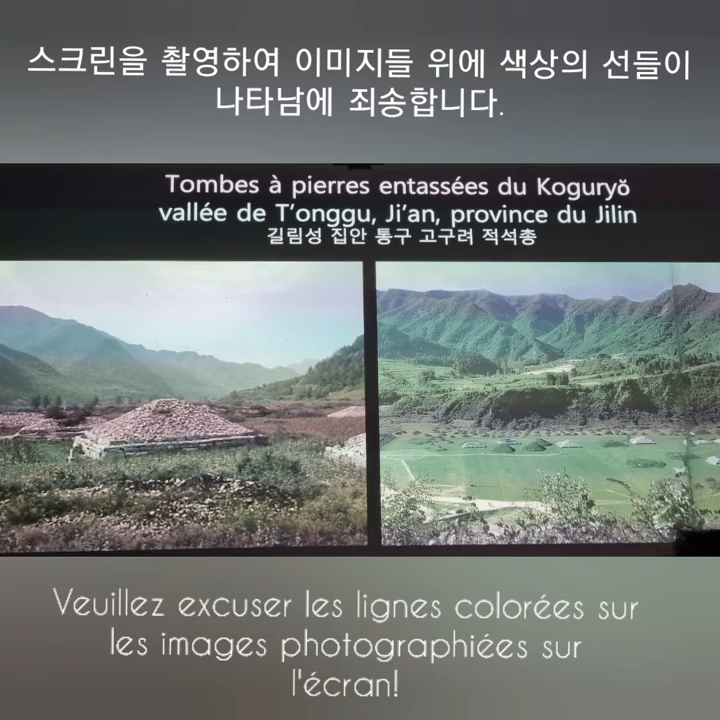 스크린을 촬영하여 이미지들 위에 색상의 선들이
나타남에 죄송합니다.
Tombes à pierres entassées du Koguryŏ
vallée de T'onggu, Ji'an, province du Jilin
길림성 집안 통구 고구려 적석총
Veuillez excuser les lignes colorées sur
les images photographiées sur
l'écran!